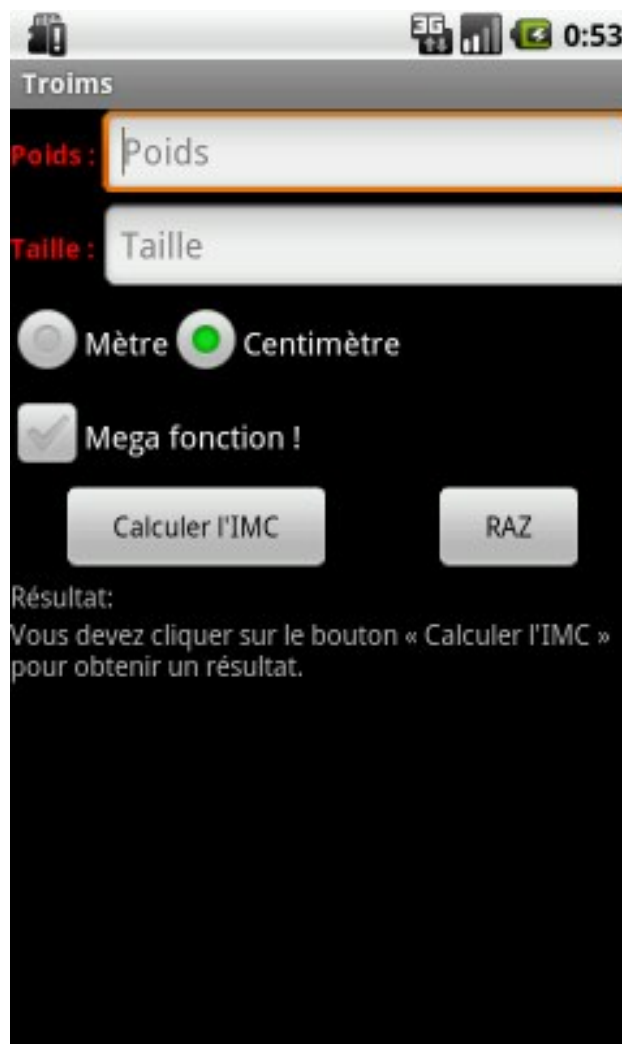 3G 0:53
Troims
Poids : Poids
Taille : Taille
Mètre Centimètre
Mega fonction !
Calculer l'IMC RAZ
Résultat:
Vous devez cliquer sur le bouton « Calculer l'IMC »
pour obtenir un résultat.